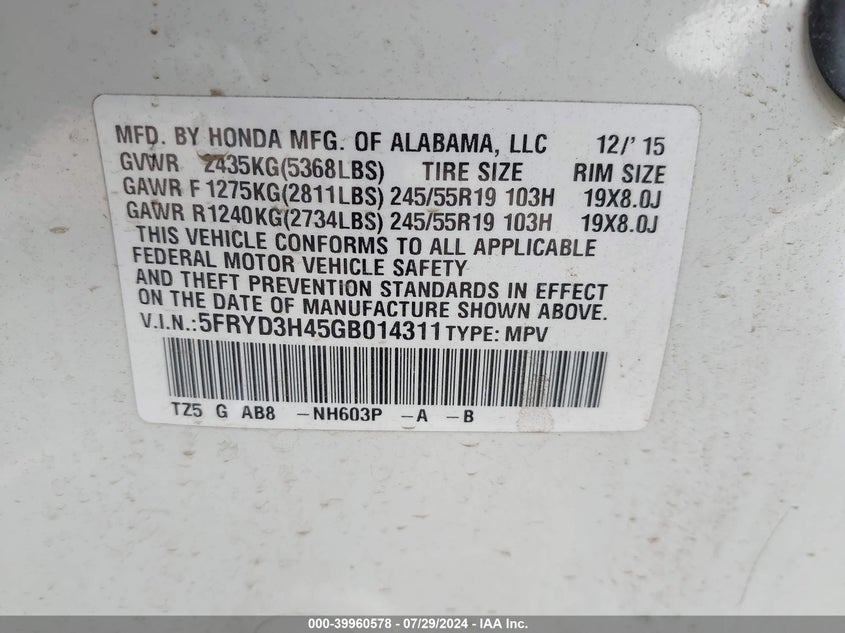 MFD. BY HONDA MFG. OF ALABAMA, LLC 12/' 15
GVWR 2435KG(5368LBS) TIRE SIZE RIM SIZE
GAWR F 1275KG(2811LBS) 245/55R19 103H 19X8.0J
GAWR R 1240KG(2734LBS) 245/55R19 103H 19X8.0J
THIS VEHICLE CONFORMS TO ALL APPLICABLE
FEDERAL MOTOR VEHICLE SAFETY
AND THEFT PREVENTION STANDARDS IN EFFECT
ON THE DATE OF MANUFACTURE SHOWN ABOVE.
V.I.N.:5FRYD3H45GB014311 TYPE: MPV
TZ5 G AB8 -NH603P -A -B
000-39960578 - 07/29/2024 - IAA Inc.